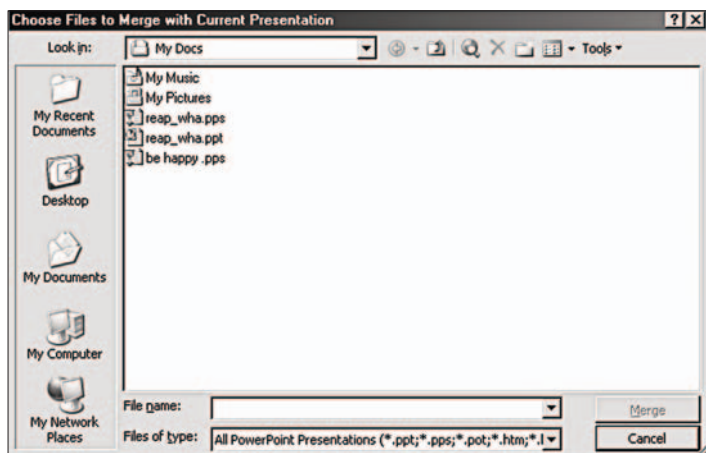 Choose Files to Merge with Current Presentation
Look in:
My Docs
Tools
My Music
My Pictures
reap_wha.pps
reap_wha.ppt
be happy .pps
My Recent
Documents
Desktop
My Documents
My Computer
My Network
Places
File name:
Merge
Files of type:
All PowerPoint Presentations (*.ppt;*.pps;*.pot;*.htm;*.
Cancel